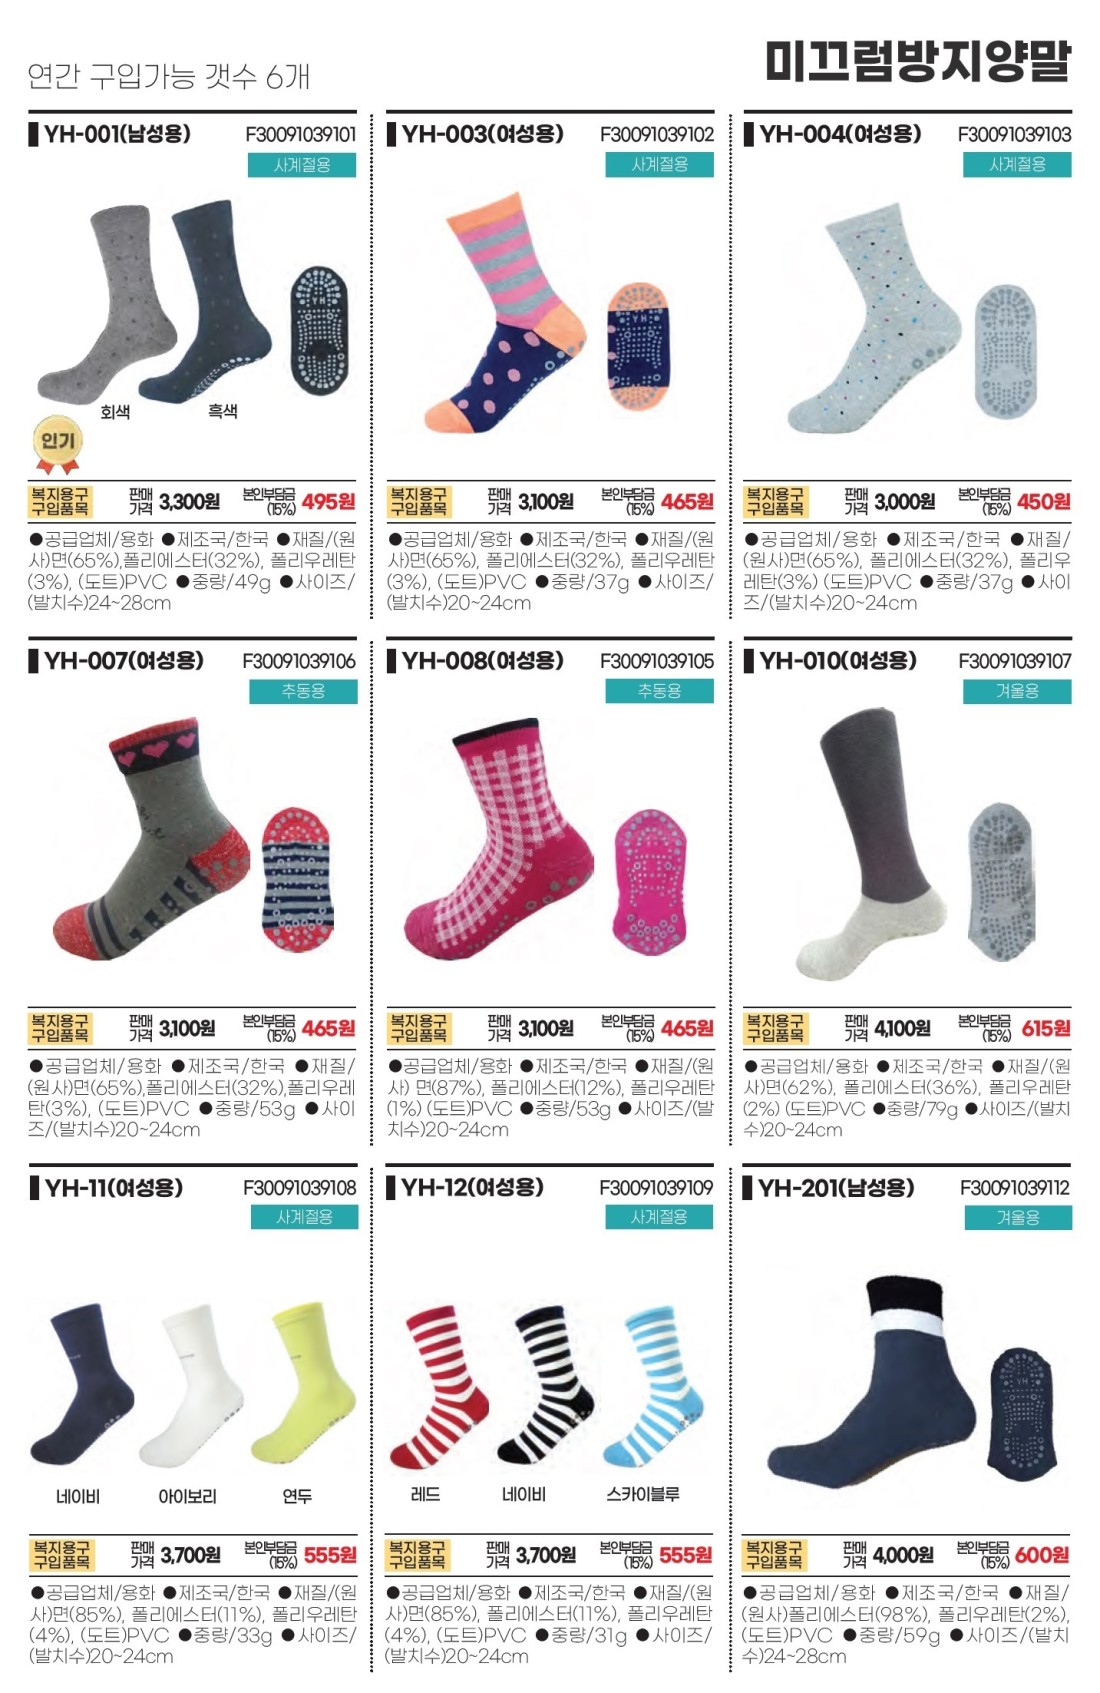 연간 구입가능 갯수 6개
미끄럼방지양말
YH-001(남성용)
F30091039101
사계절용
YH
회색
흑색
인기
복지용구
구입품목
판매
가격
3,300원
본인부담금
(15%)
495원
●공급업체/용화 ●제조국/한국 ●재질/(원
사)면(65%),폴리에스터(32%), 폴리우레탄
(3%), (도트)PVC ●중량/49g ●사이즈/
(발치수)24~28cm
YH-003(여성용)
F30091039102
사계절용
YH
복지용구
구입품목
판매
가격
3,100원
본인부담금
(15%)
465원
●공급업체/용화 ●제조국/한국 ●재질/(원
사)면(65%), 폴리에스터(32%), 폴리우레탄
(3%), (도트)PVC ●중량/37g ●사이즈/
(발치수)20~24cm
YH-004(여성용)
F30091039103
사계절용
YH
복지용구
구입품목
판매
가격
3,000원
본인부담금
(15%)
450원
●공급업체/용화 ●제조국/한국 ●재질/
(원사)면(65%), 폴리에스터(32%), 폴리우
레탄(3%) (도트)PVC ●중량/37g ●사이
즈/(발치수)20~24cm
YH-007(여성용)
F30091039106
추동용
복지용구
구입품목
판매
가격
3,100원
본인부담금
(15%)
465원
●공급업체/용화 ●제조국/한국 ●재질/
(원사)면(65%),폴리에스터(32%),폴리우레
탄(3%), (도트)PVC ●중량/53g ●사이
즈/(발치수)20~24cm
YH-008(여성용)
F30091039105
추동용
복지용구
구입품목
판매
가격
3,100원
본인부담금
(15%)
465원
●공급업체/용화 ●제조국/한국 ●재질/(원
사) 면(87%), 폴리에스터(12%), 폴리우레탄
(1%) (도트)PVC ●중량/53g ●사이즈/(발
치수)20~24cm
YH-010(여성용)
F30091039107
겨울용
복지용구
구입품목
판매
가격
4,100원
본인부담금
(15%)
615원
●공급업체/용화 ●제조국/한국 ●재질/(원
사)면(62%), 폴리에스터(36%), 폴리우레탄
(2%) (도트)PVC ●중량/79g ●사이즈/(발치
수)20~24cm
YH-11(여성용)
F30091039108
사계절용
네이비
아이보리
연두
복지용구
구입품목
판매
가격
3,700원
본인부담금
(15%)
555원
●공급업체/용화 ●제조국/한국 ●재질/(원
사)면(85%), 폴리에스터(11%), 폴리우레탄
(4%), (도트)PVC ●중량/33g ●사이즈/
(발치수)20~24cm
YH-12(여성용)
F30091039109
사계절용
레드
네이비
스카이블루
복지용구
구입품목
판매
가격
3,700원
본인부담금
(15%)
555원
●공급업체/용화 ●제조국/한국 ●재질/(원
사)면(85%), 폴리에스터(11%), 폴리우레탄
(4%), (도트)PVC ●중량/31g ●사이즈/
(발치수)20~24cm
YH-201(남성용)
F30091039112
겨울용
YH
복지용구
구입품목
판매
가격
4,000원
본인부담금
(15%)
600원
●공급업체/용화 ●제조국/한국 ●재질/
(원사)폴리에스터(98%), 폴리우레탄(2%),
(도트)PVC ●중량/59g ●사이즈/(발치
수)24~28cm